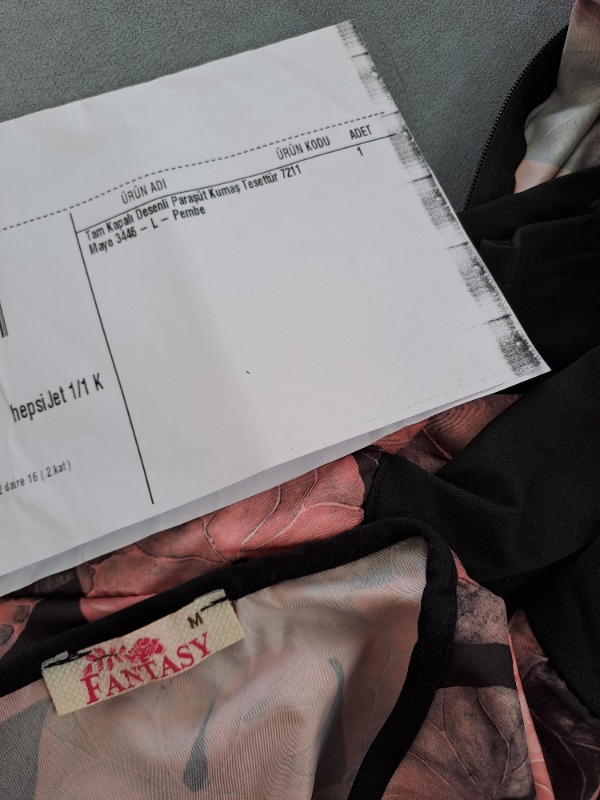 ÜRÜN ADI ÜRÜN KODU ADET
Tam Kapalı Desenli Paraşüt Kumaş Tesettür 7211 1
Mayo 3446 – L – Pembe
hepsiJet 1/1 K
daire 16 ( 2.kat )
M
FANTASY